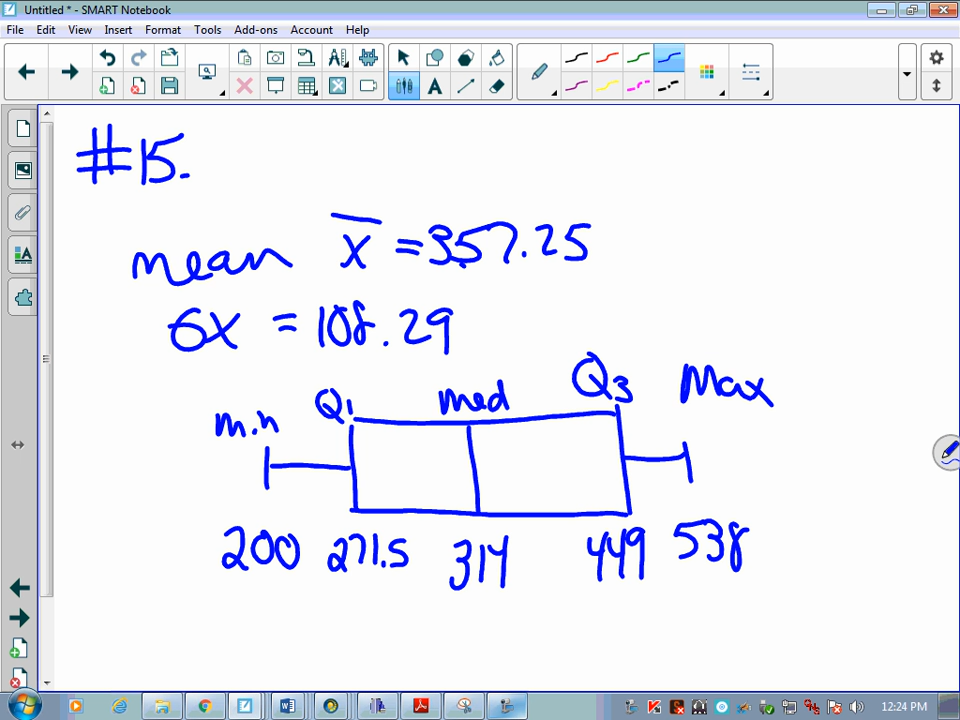 Untitled * - SMART Notebook
File Edit View Insert Format Tools Add-ons Account Help
#15.
mean x̅ = 357.25
σx = 108.29
min Q1 med Q3 Max
200 271.5 314 449 538
12:24 PM